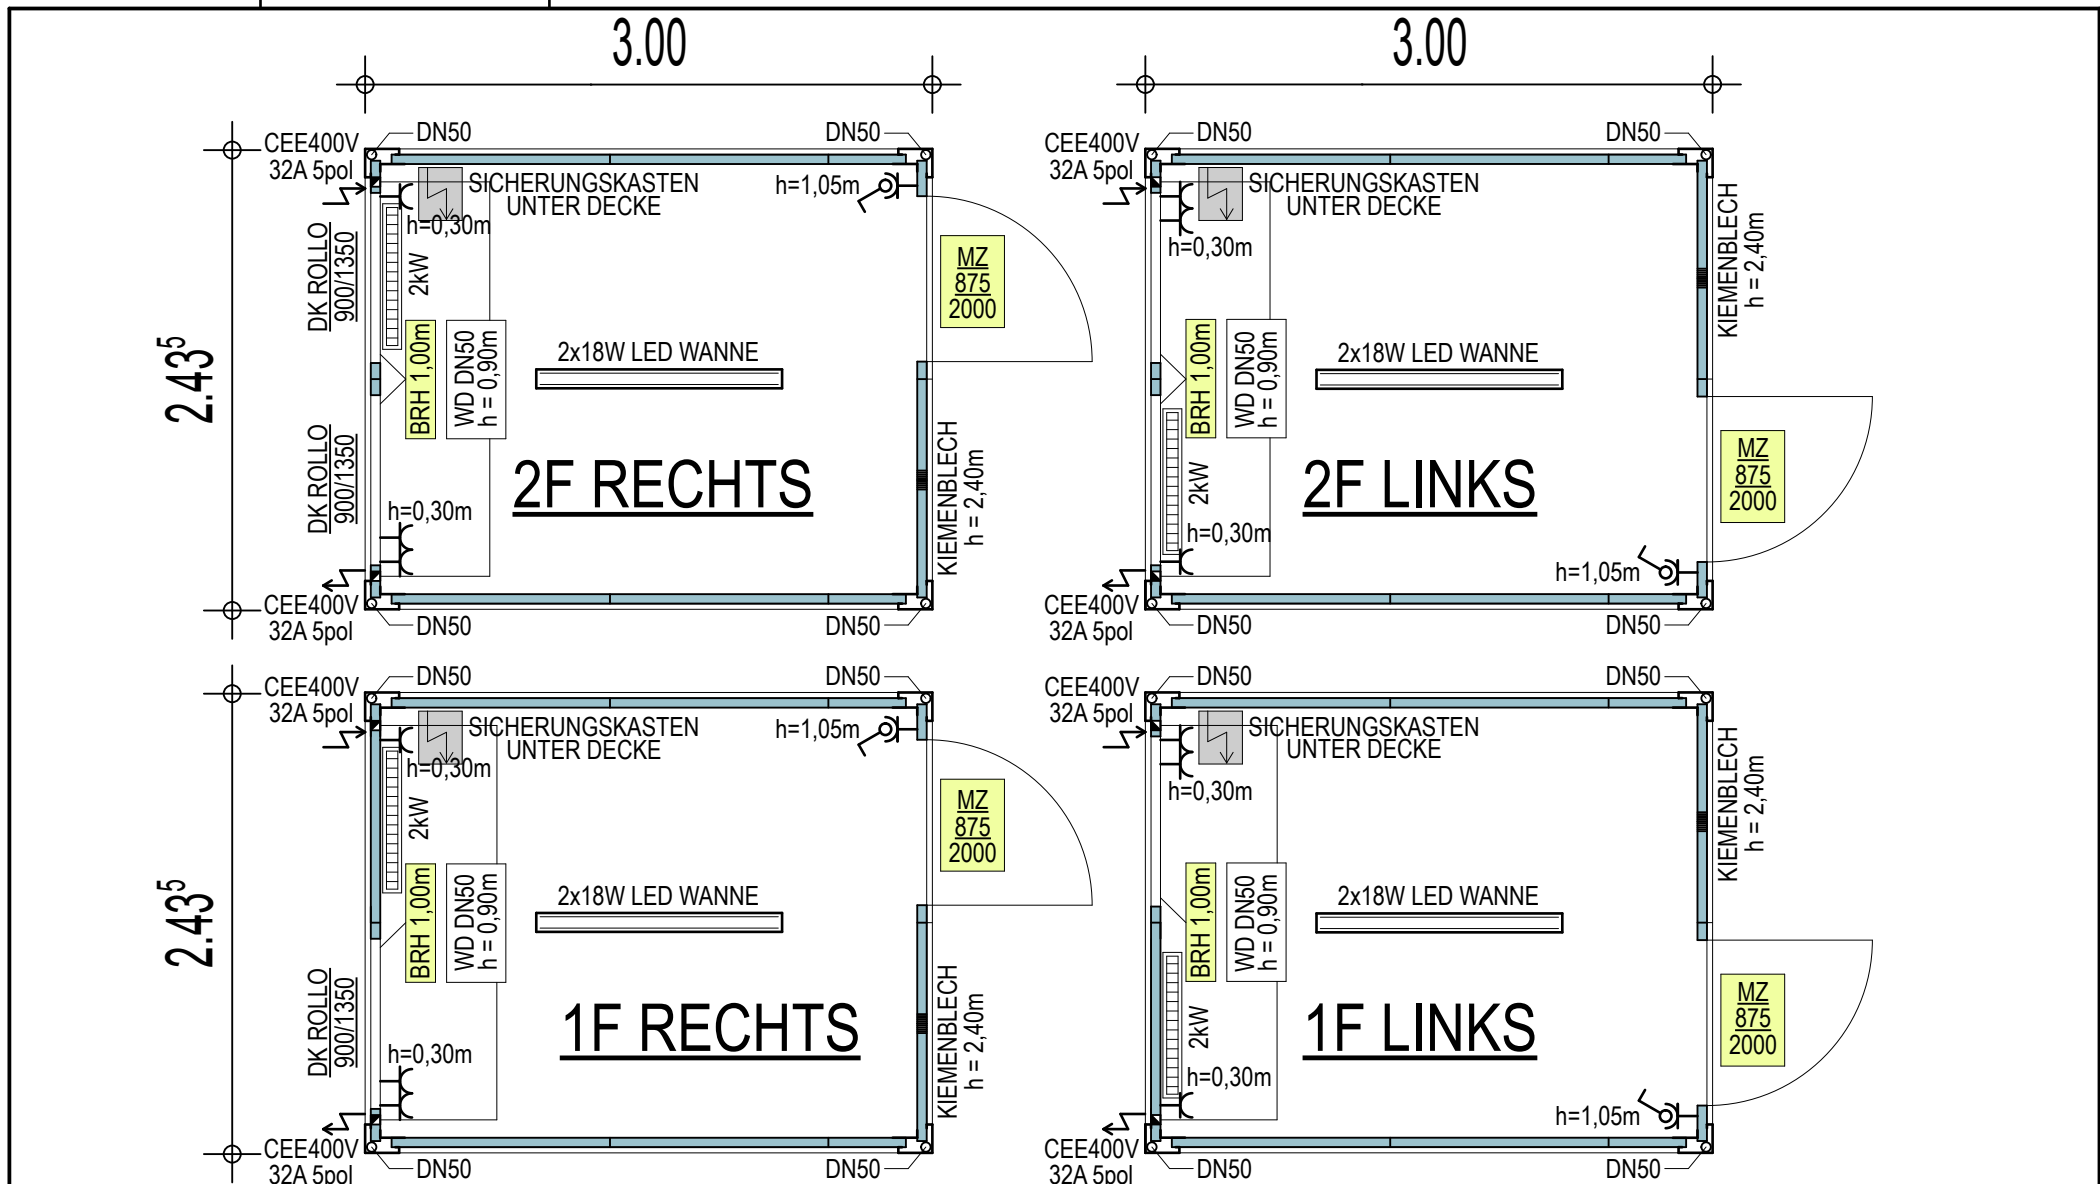 3.00
3.00
2.43⁵
CEE400V
32A 5pol
DN50
DN50
SICHERUNGSKASTEN
UNTER DECKE
h=1,05m
h=0,30m
DK ROLLO
900/1350
2kW
MZ
875
2000
BRH 1,00m
WD DN50
h = 0,90m
2x18W LED WANNE
2F RECHTS
DK ROLLO
900/1350
h=0,30m
KIEMENBLECH
h = 2,40m
CEE400V
32A 5pol
DN50
DN50
CEE400V
32A 5pol
DN50
DN50
SICHERUNGSKASTEN
UNTER DECKE
h=0,30m
KIEMENBLECH
h = 2,40m
BRH 1,00m
WD DN50
h = 0,90m
2x18W LED WANNE
2F LINKS
2kW
MZ
875
2000
h=0,30m
h=1,05m
CEE400V
32A 5pol
DN50
DN50
2.43⁵
CEE400V
32A 5pol
DN50
DN50
SICHERUNGSKASTEN
UNTER DECKE
h=1,05m
h=0,30m
2kW
MZ
875
2000
BRH 1,00m
WD DN50
h = 0,90m
2x18W LED WANNE
1F RECHTS
DK ROLLO
900/1350
h=0,30m
KIEMENBLECH
h = 2,40m
CEE400V
32A 5pol
DN50
DN50
CEE400V
32A 5pol
DN50
DN50
SICHERUNGSKASTEN
UNTER DECKE
h=0,30m
KIEMENBLECH
h = 2,40m
BRH 1,00m
WD DN50
h = 0,90m
2x18W LED WANNE
1F LINKS
2kW
MZ
875
2000
h=0,30m
h=1,05m
CEE400V
32A 5pol
DN50
DN50